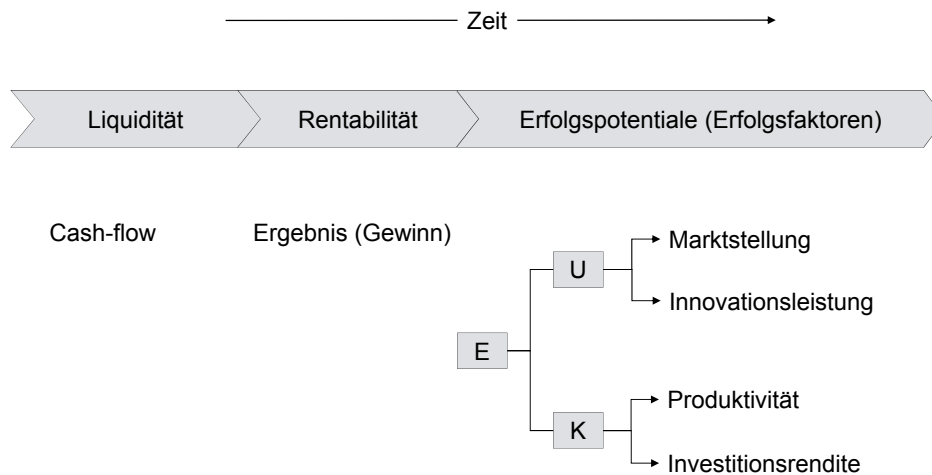 Zeit
Liquidität
Rentabilität
Erfolgspotentiale (Erfolgsfaktoren)
Cash-flow
Ergebnis (Gewinn)
Marktstellung
U
Innovationsleistung
E
Produktivität
K
Investitionsrendite